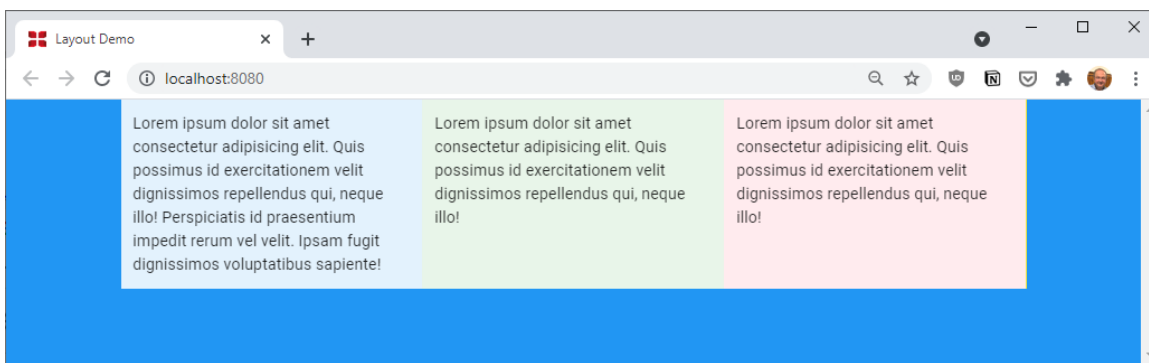 Layout Demo
localhost:8080
Lorem ipsum dolor sit amet
consectetur adipisicing elit. Quis
possimus id exercitationem velit
dignissimos repellendus qui, neque
illo! Perspiciatis id praesentium
impedit rerum vel velit. Ipsam fugit
dignissimos voluptatibus sapiente!
Lorem ipsum dolor sit amet
consectetur adipisicing elit. Quis
possimus id exercitationem velit
dignissimos repellendus qui, neque
illo!
Lorem ipsum dolor sit amet
consectetur adipisicing elit. Quis
possimus id exercitationem velit
dignissimos repellendus qui, neque
illo!